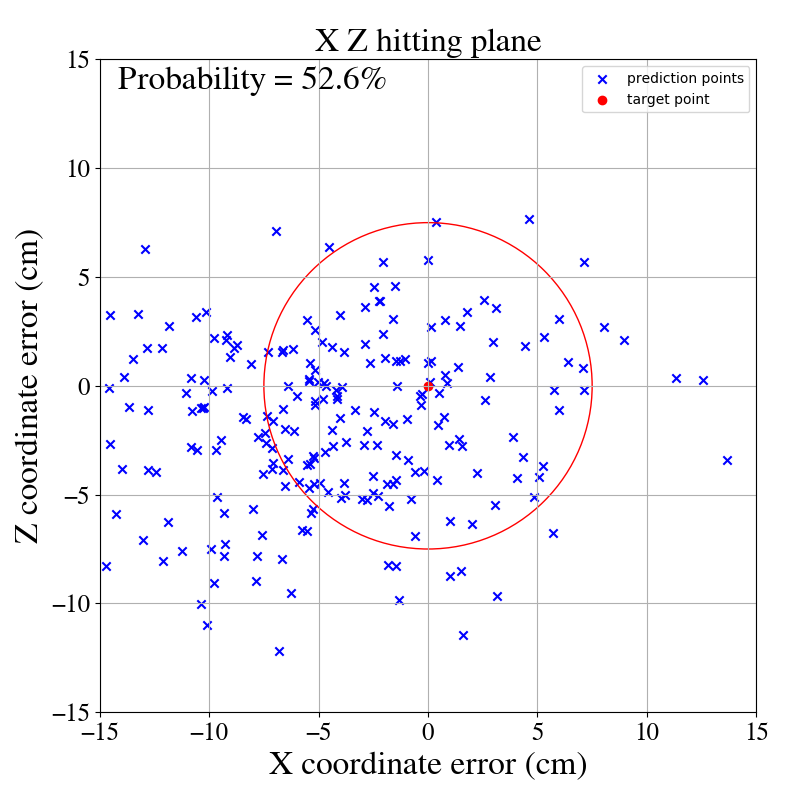 X Z hitting plane
Probability = 52.6%
prediction points
target point
15
10
5
0
−5
−10
−15
Z coordinate error (cm)
−15 −10 −5 0 5 10 15
X coordinate error (cm)